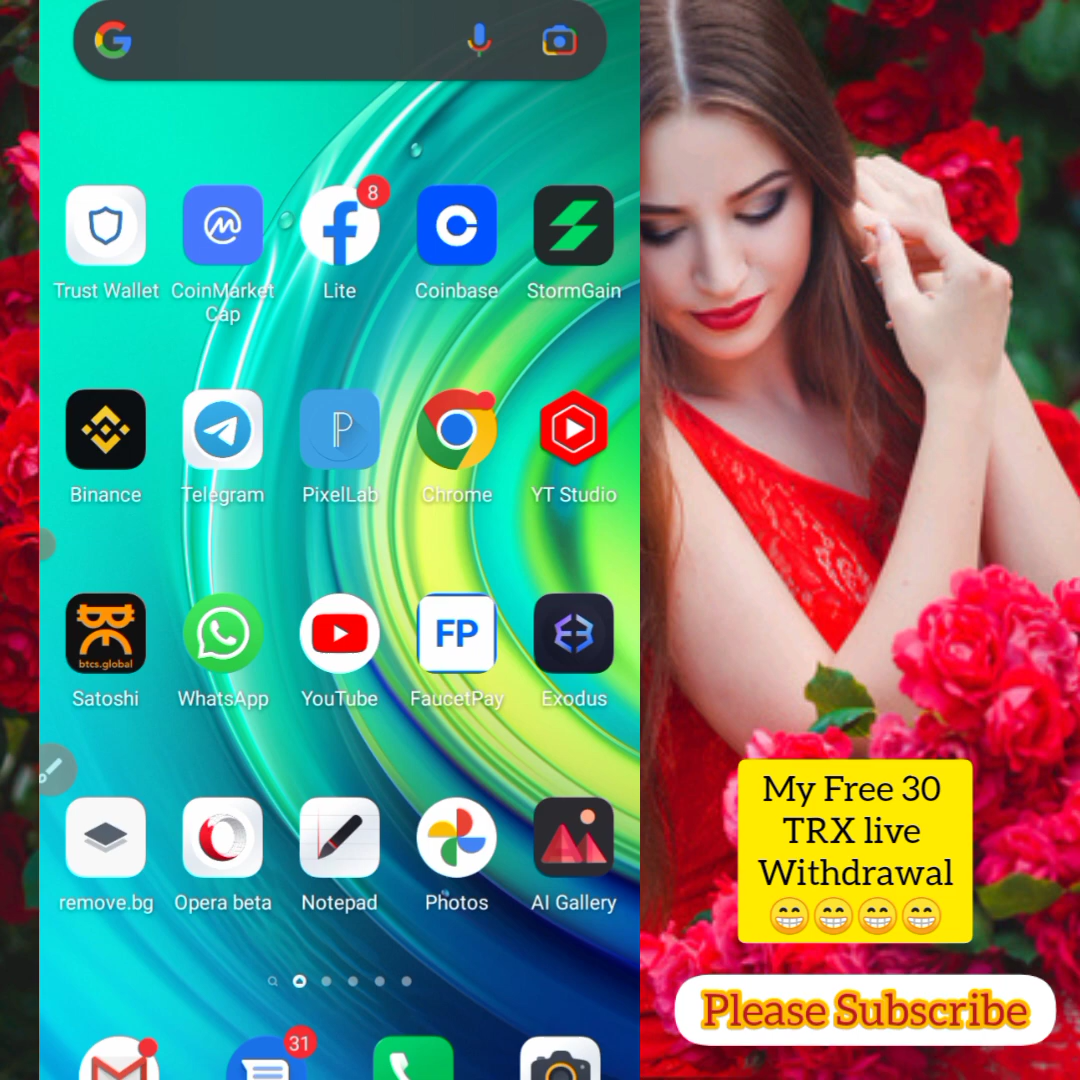 8
Trust Wallet
CoinMarket
Cap
Lite
Coinbase
StormGain
Binance
Telegram
PixelLab
Chrome
YT Studio
btcs.global
FP
Satoshi
WhatsApp
YouTube
FaucetPay
Exodus
remove.bg
Opera beta
Notepad
Photos
AI Gallery
31
My Free 30
TRX live
Withdrawal
😁😁😁😁
Please Subscribe